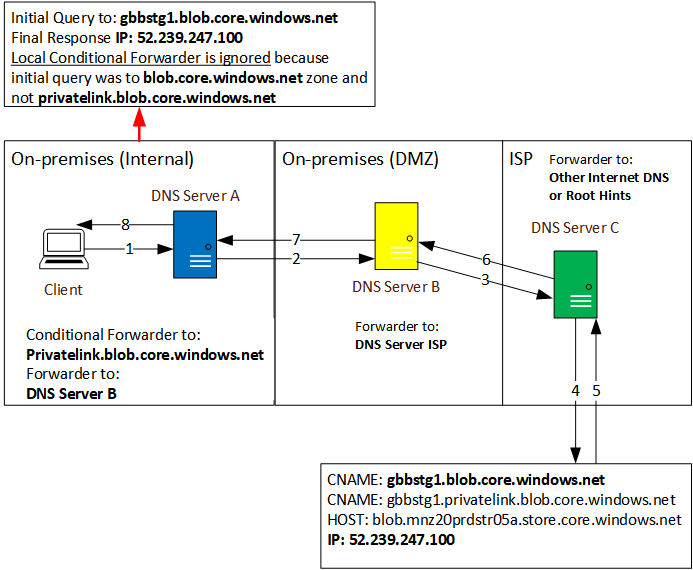 Initial Query to: gbbstg1.blob.core.windows.net
Final Response IP: 52.239.247.100
Local Conditional Forwarder is ignored because
initial query was to blob.core.windows.net zone and
not privatelink.blob.core.windows.net
On-premises (Internal)
DNS Server A
8
1
Client
Conditional Forwarder to:
Privatelink.blob.core.windows.net
Forwarder to:
DNS Server B
On-premises (DMZ)
7
2
DNS Server B
Forwarder to:
DNS Server ISP
ISP
Forwarder to:
Other Internet DNS
or Root Hints
DNS Server C
6
3
4
5
CNAME: gbbstg1.blob.core.windows.net
CNAME: gbbstg1.privatelink.blob.core.windows.net
HOST: blob.mnz20prdstr05a.store.core.windows.net
IP: 52.239.247.100